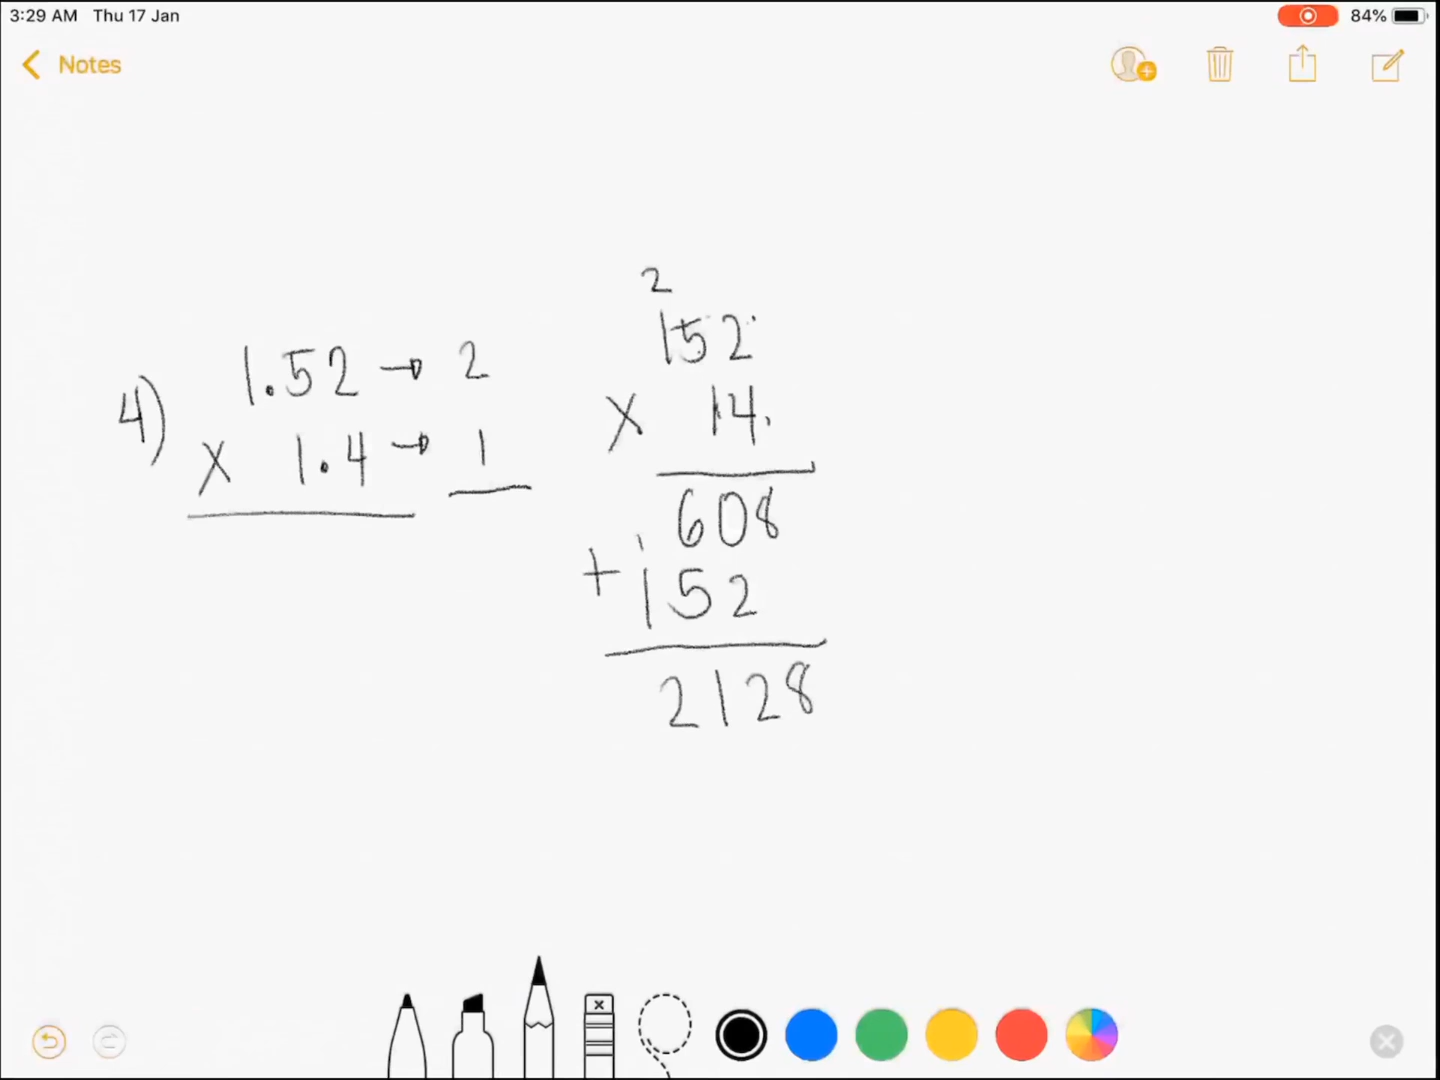 3:29 AM Thu 17 Jan 84%
Notes
4) 1.52 → 2
x 1.4 → 1
2
152
x 14.
608
1
+ 152
2128